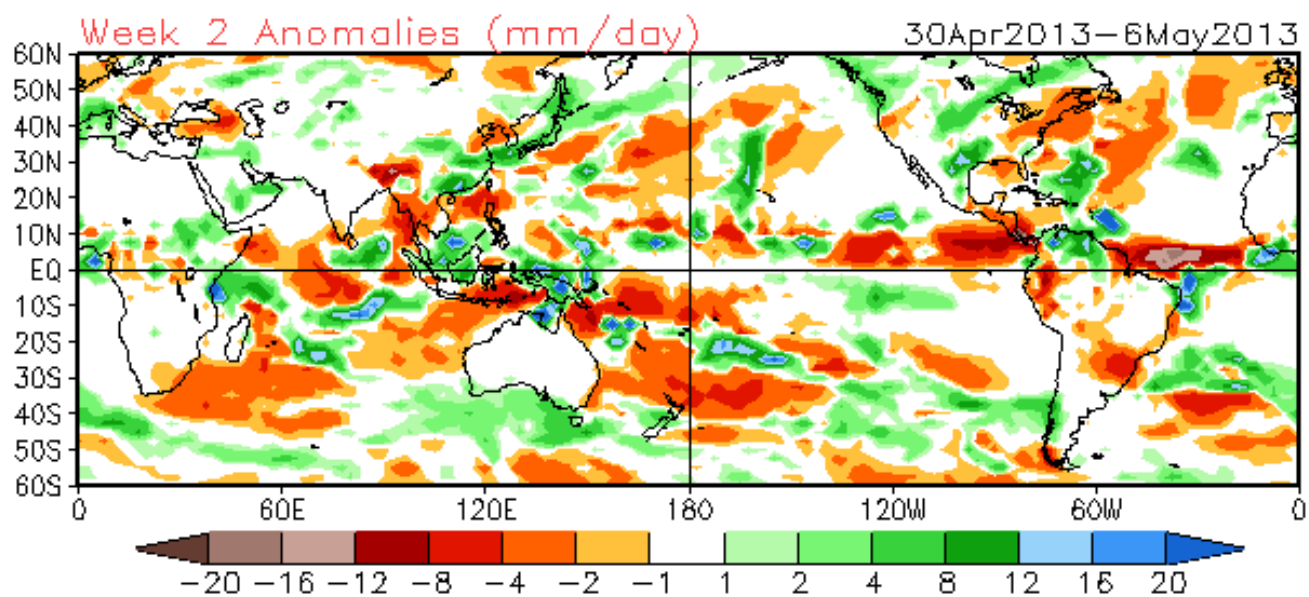 Week 2 Anomalies (mm/day) 30Apr2013-6May2013
60N
50N
40N
30N
20N
10N
EQ
10S
20S
30S
40S
50S
60S
0 60E 120E 180 120W 60W 0
-20 -16 -12 -8 -4 -2 -1 1 2 4 8 12 16 20